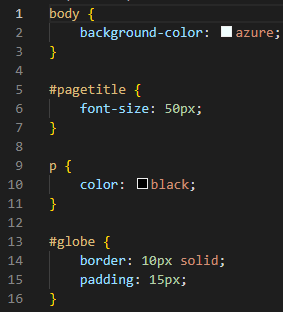 1 body {
2     background-color: azure;
3 }
4
5 #pagetitle {
6     font-size: 50px;
7 }
8
9 p {
10     color: black;
11 }
12
13 #globe {
14     border: 10px solid;
15     padding: 15px;
16 }